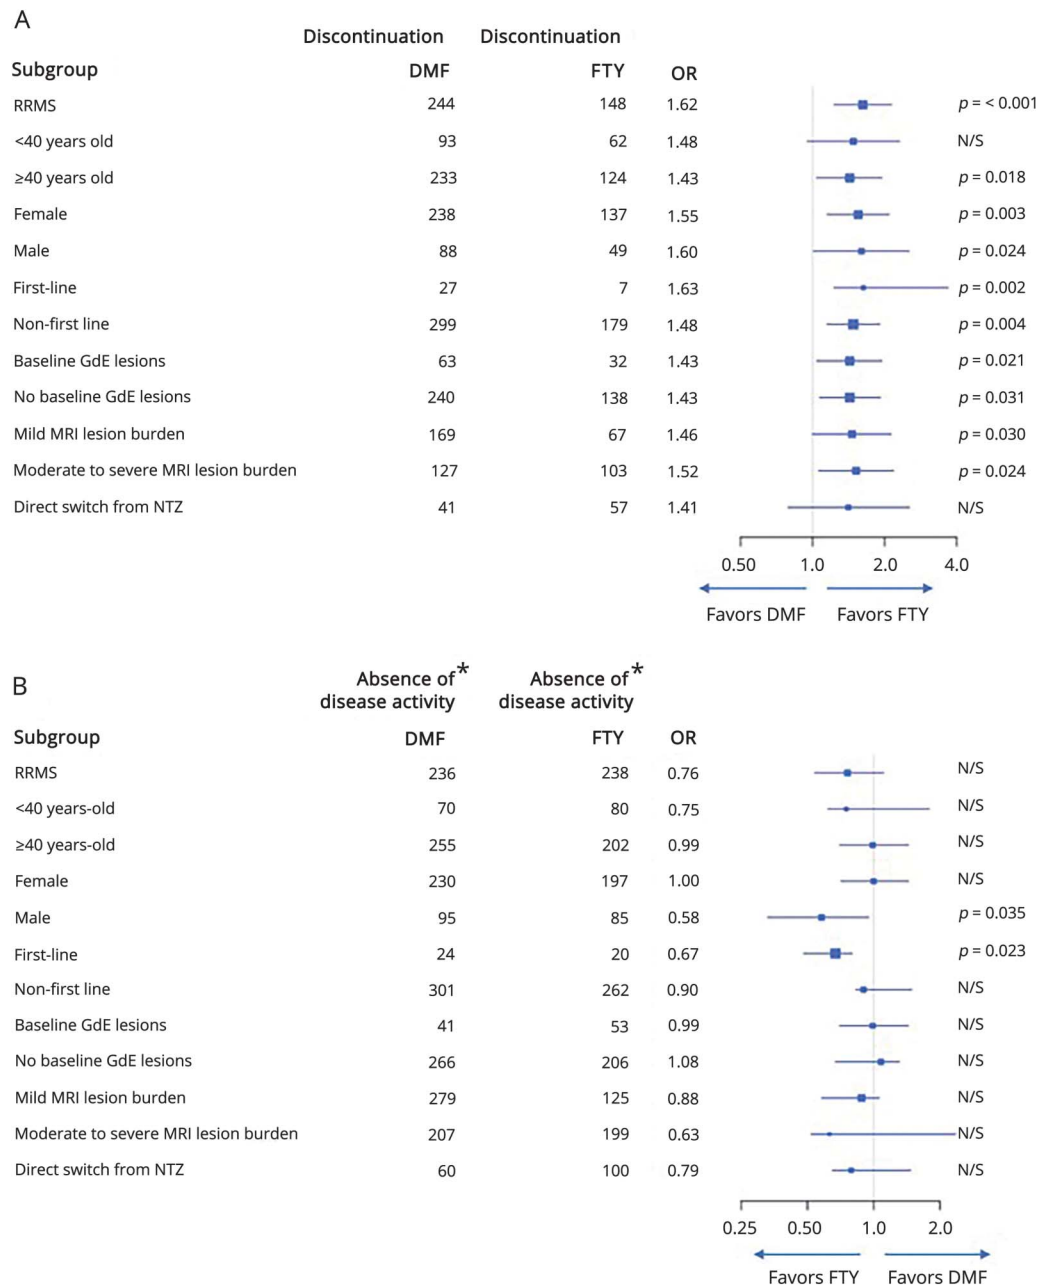 A
Discontinuation Discontinuation
Subgroup DMF FTY OR
RRMS 244 148 1.62 p = < 0.001
<40 years old 93 62 1.48 N/S
≥40 years old 233 124 1.43 p = 0.018
Female 238 137 1.55 p = 0.003
Male 88 49 1.60 p = 0.024
First-line 27 7 1.63 p = 0.002
Non-first line 299 179 1.48 p = 0.004
Baseline GdE lesions 63 32 1.43 p = 0.021
No baseline GdE lesions 240 138 1.43 p = 0.031
Mild MRI lesion burden 169 67 1.46 p = 0.030
Moderate to severe MRI lesion burden 127 103 1.52 p = 0.024
Direct switch from NTZ 41 57 1.41 N/S
0.50 1.0 2.0 4.0
Favors DMF Favors FTY
B
Absence of* Absence of*
disease activity disease activity
Subgroup DMF FTY OR
RRMS 236 238 0.76 N/S
<40 years-old 70 80 0.75 N/S
≥40 years-old 255 202 0.99 N/S
Female 230 197 1.00 N/S
Male 95 85 0.58 p = 0.035
First-line 24 20 0.67 p = 0.023
Non-first line 301 262 0.90 N/S
Baseline GdE lesions 41 53 0.99 N/S
No baseline GdE lesions 266 206 1.08 N/S
Mild MRI lesion burden 279 125 0.88 N/S
Moderate to severe MRI lesion burden 207 199 0.63 N/S
Direct switch from NTZ 60 100 0.79 N/S
0.25 0.50 1.0 2.0
Favors FTY Favors DMF